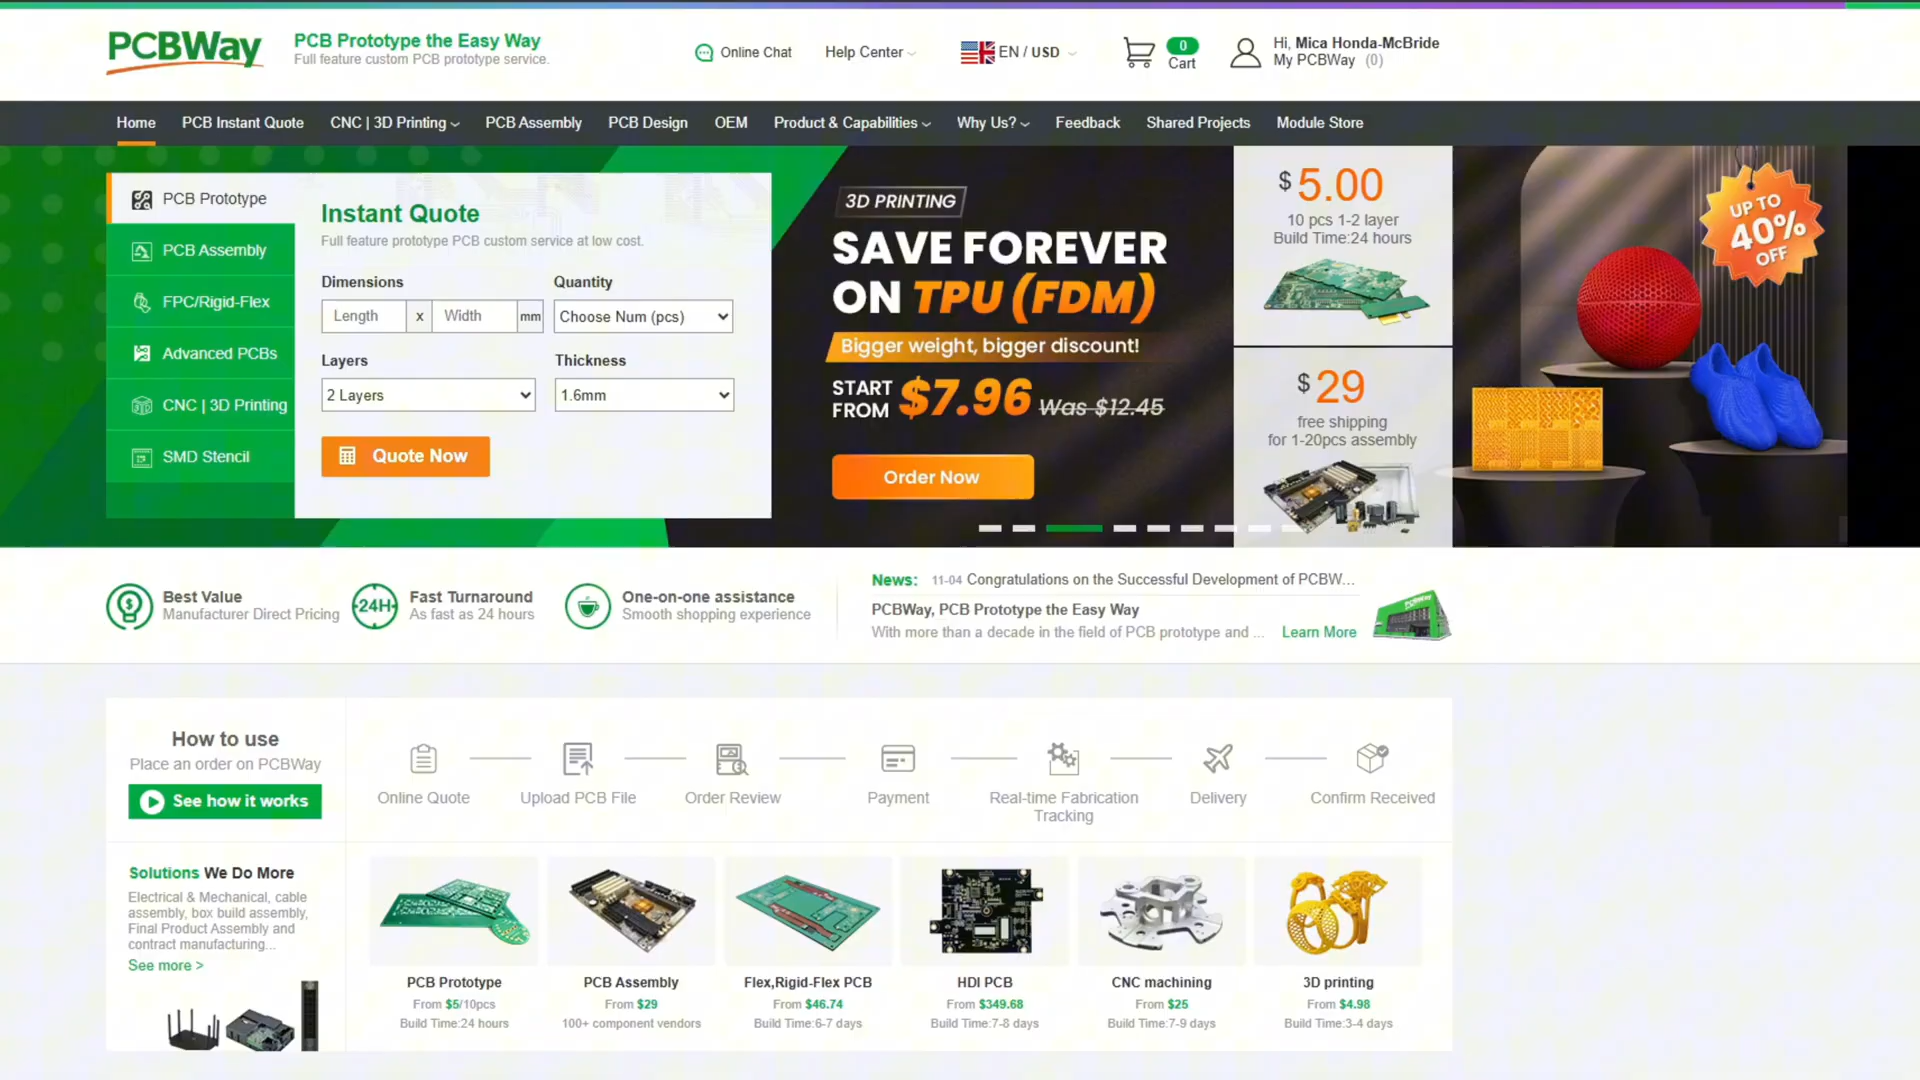 PCBWay
PCB Prototype the Easy Way
Full feature custom PCB prototype service.
Online Chat
Help Center
EN / USD
0
Cart
Hi, Mica Honda-McBride
My PCBWay (0)
Home
PCB Instant Quote
CNC | 3D Printing
PCB Assembly
PCB Design
OEM
Product & Capabilities
Why Us?
Feedback
Shared Projects
Module Store
PCB Prototype
PCB Assembly
FPC/Rigid-Flex
Advanced PCBs
CNC | 3D Printing
SMD Stencil
Instant Quote
Full feature prototype PCB custom service at low cost.
Dimensions
Quantity
Length x Width mm
Choose Num (pcs)
Layers
Thickness
2 Layers
1.6mm
Quote Now
3D PRINTING
SAVE FOREVER
ON TPU (FDM)
Bigger weight, bigger discount!
START
FROM $7.96 Was $12.45
Order Now
$ 5.00
10 pcs 1-2 layer
Build Time:24 hours
$ 29
free shipping
for 1-20pcs assembly
UP TO
40%
OFF
Best Value
Manufacturer Direct Pricing
24H
Fast Turnaround
As fast as 24 hours
One-on-one assistance
Smooth shopping experience
News: 11-04 Congratulations on the Successful Development of PCBW...
PCBWay, PCB Prototype the Easy Way
With more than a decade in the field of PCB prototype and ... Learn More
PCBWay
How to use
Place an order on PCBWay
See how it works
Online Quote
Upload PCB File
Order Review
Payment
Real-time Fabrication
Tracking
Delivery
Confirm Received
Solutions We Do More
Electrical & Mechanical, cable
assembly, box build assembly,
Final Product Assembly and
contract manufacturing...
See more >
PCB Prototype
From $5/10pcs
Build Time:24 hours
PCB Assembly
From $29
100+ component vendors
Flex,Rigid-Flex PCB
From $46.74
Build Time:6-7 days
HDI PCB
From $349.68
Build Time:7-8 days
CNC machining
From $25
Build Time:7-9 days
3D printing
From $4.98
Build Time:3-4 days